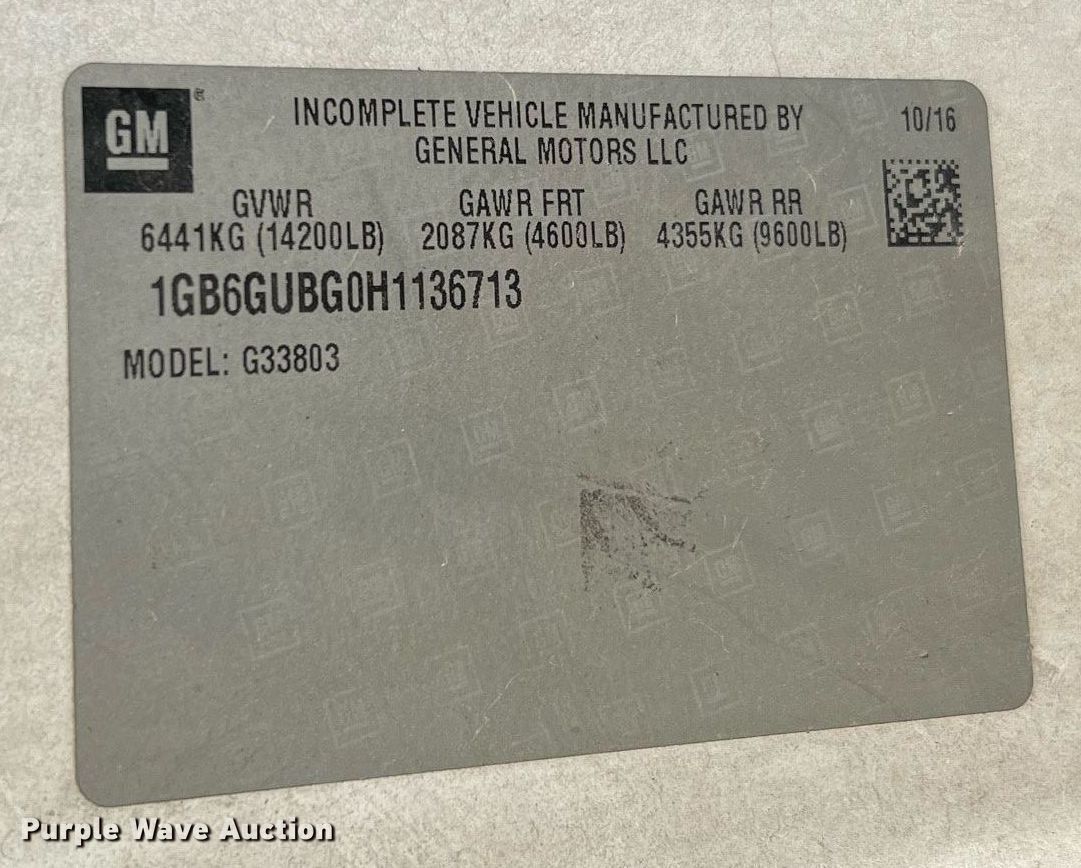 GM
INCOMPLETE VEHICLE MANUFACTURED BY
GENERAL MOTORS LLC
10/16
GVWR GAWR FRT GAWR RR
6441KG (14200LB) 2087KG (4600LB) 4355KG (9600LB)
1GB6GUBG0H1136713
MODEL: G33803
Purple Wave Auction